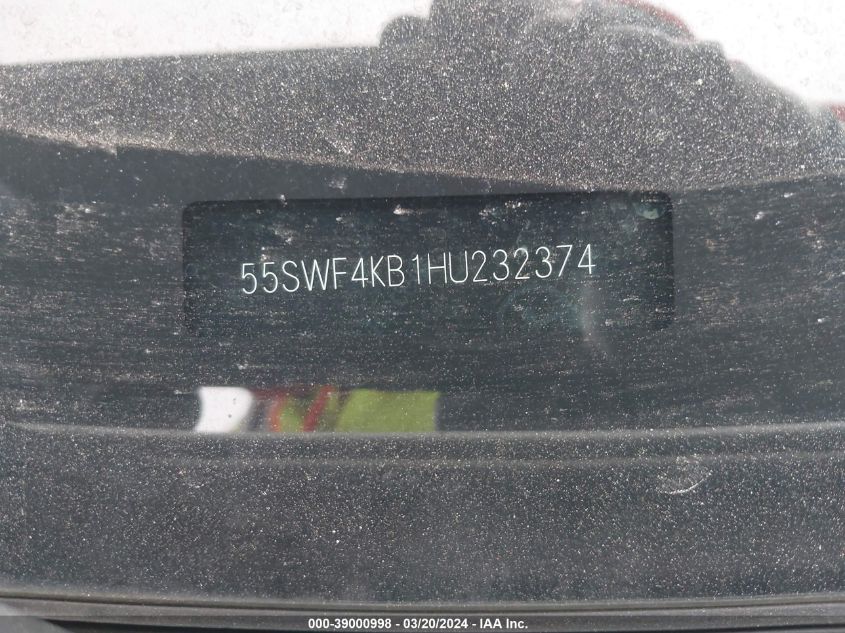 55SWF4KB1HU232374
000-39000998 — 03/20/2024 — IAA Inc.